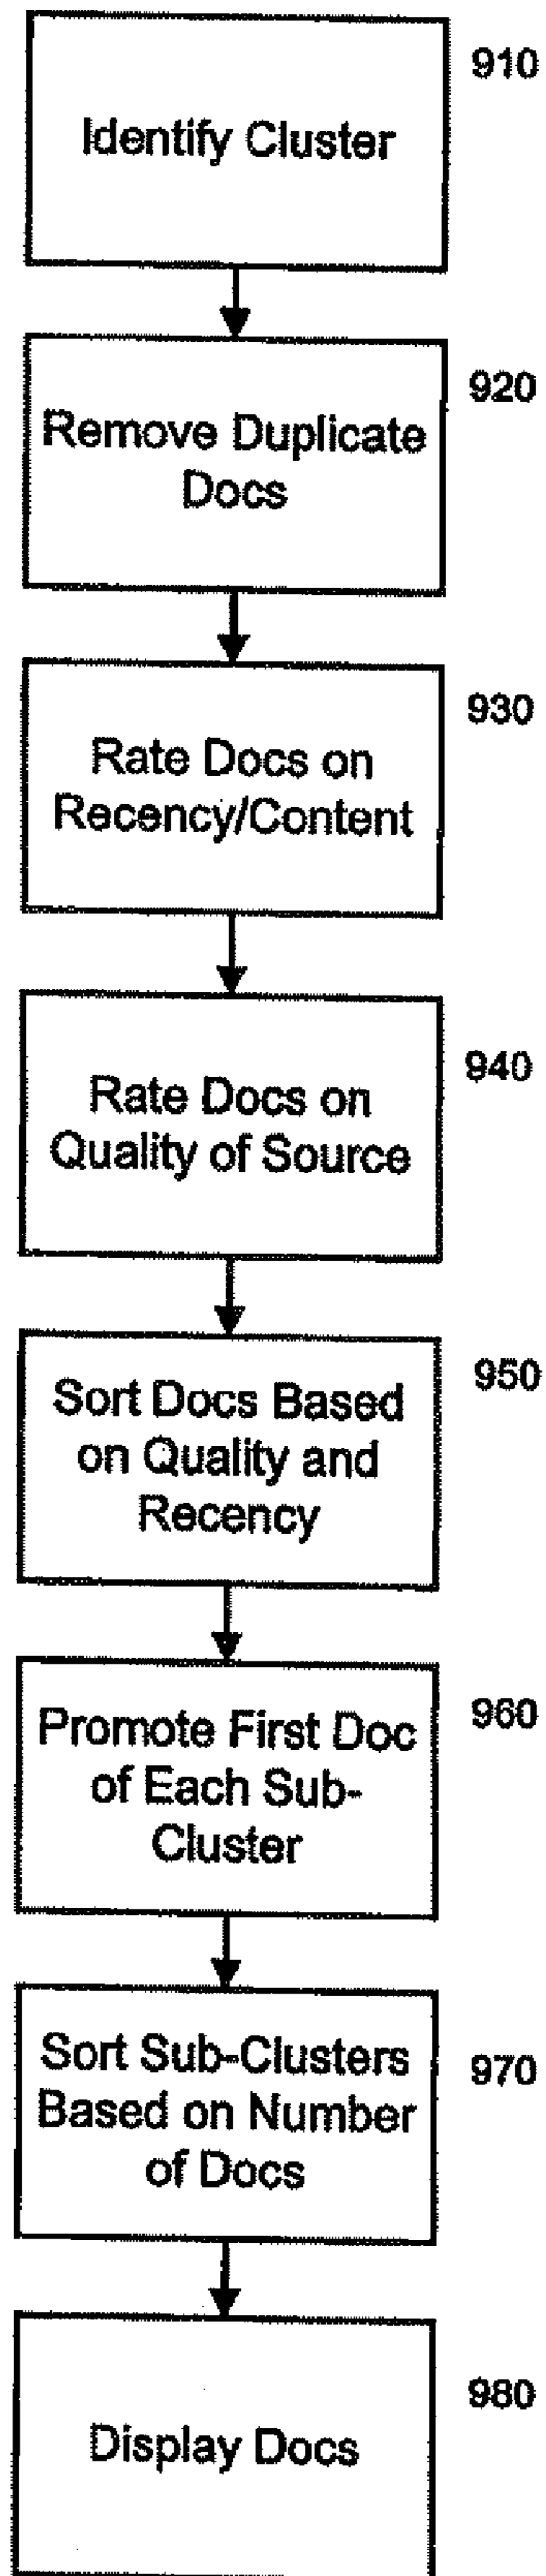 910
Identify Cluster
920
Remove Duplicate
Docs
930
Rate Docs on
Recency/Content
940
Rate Docs on
Quality of Source
950
Sort Docs Based
on Quality and
Recency
960
Promote First Doc
of Each Sub-
Cluster
970
Sort Sub-Clusters
Based on Number
of Docs
980
Display Docs